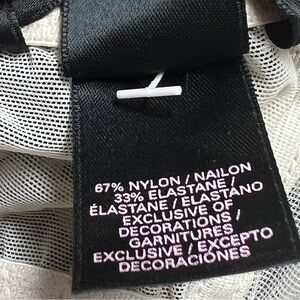 67% NYLON / NAILON
33% ELASTANE /
ÉLASTANE / ELASTANO
EXCLUSIVE OF
DECORATIONS /
GARNITURES
EXCLUSIVE / EXCEPTO
DECORACIONES